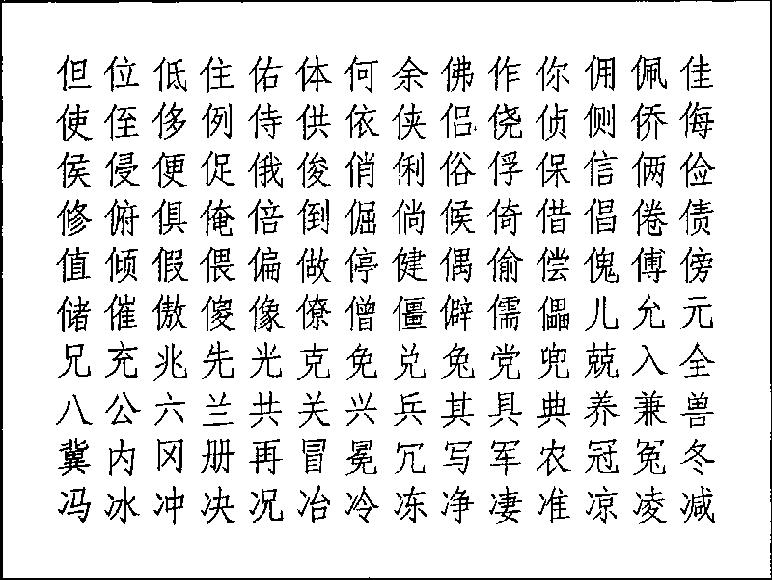 但位低住佑体何余佛作你佣佩佳
使侄侈例侍供依侠侣侥侦侧侨侮
侯侵便促俄俊俏俐俗俘保信俩俭
修俯俱俺倍倒倔倘候倚借倡倦债
值倾假偎偏做停健偶偷偿傀傅傍
储催傲傻像僚僧僵僻儒儡儿允元
兄充兆先光克免兑兔党兜兢入全
八公六兰共关兴兵其具典养兼兽
冀内冈册再冒冕冗写军农冠冤冬
冯冰冲决况冶冷冻净凄准凉凌减